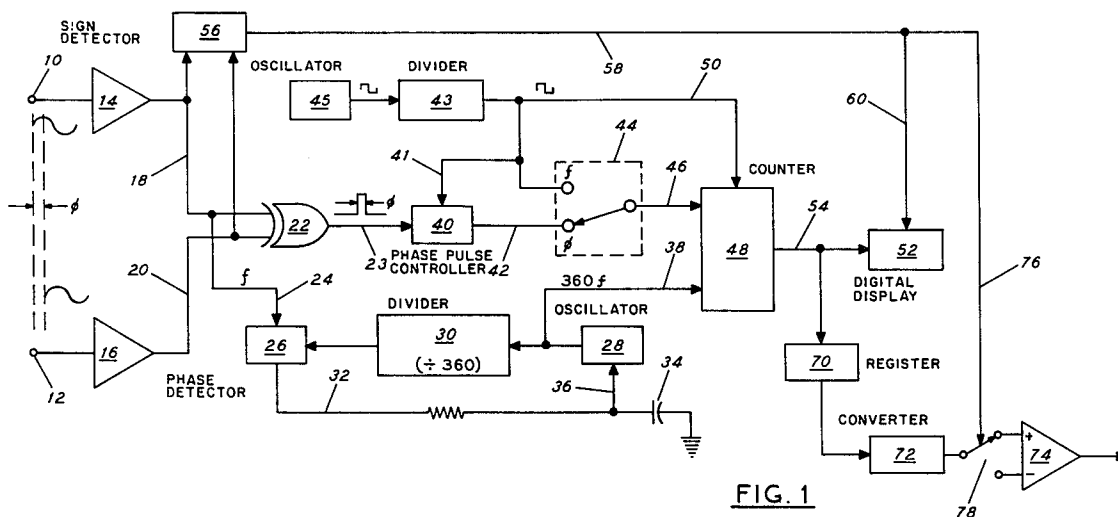 SIGN
DETECTOR
56
10
OSCILLATOR
DIVIDER
58
50
14
45
43
60
44
41
46
COUNTER
18
f
ϕ
22
ϕ
40
ϕ
48
54
52
23
PHASE PULSE
CONTROLLER
42
38
DIGITAL
DISPLAY
76
20
f
24
360 f
DIVIDER
OSCILLATOR
26
30
(÷ 360)
28
70
REGISTER
16
12
PHASE
DETECTOR
32
36
34
CONVERTER
72
+
−
74
78
FIG. 1